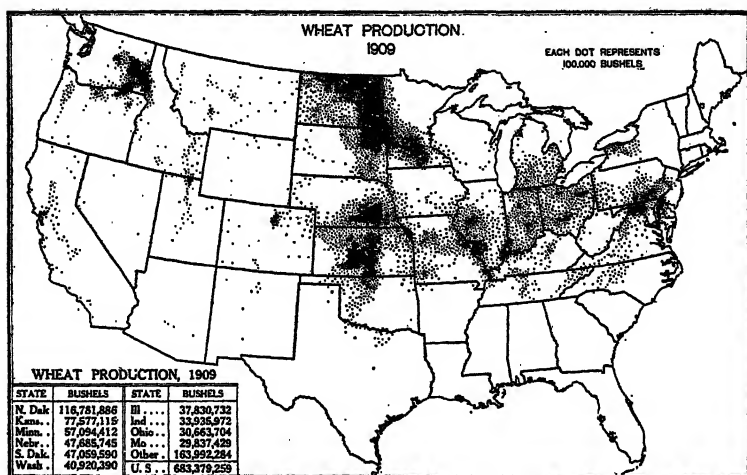 WHEAT PRODUCTION.
1909
EACH DOT REPRESENTS
100.000 BUSHELS
WHEAT PRODUCTION, 1909
STATE BUSHELS STATE BUSHELS
N. Dak 116,781,886 Ill .... 37,830,732
Kans.. 77,577,115 Ind ... 33,935,972
Minn.. 57,094,412 Ohio... 30,663,704
Nebr.. 47,685,745 Mo ... 29,837,429
S. Dak. 47,059,590 Other. 163,992,284
Wash. 40,920,390 U. S.. 683,379,259